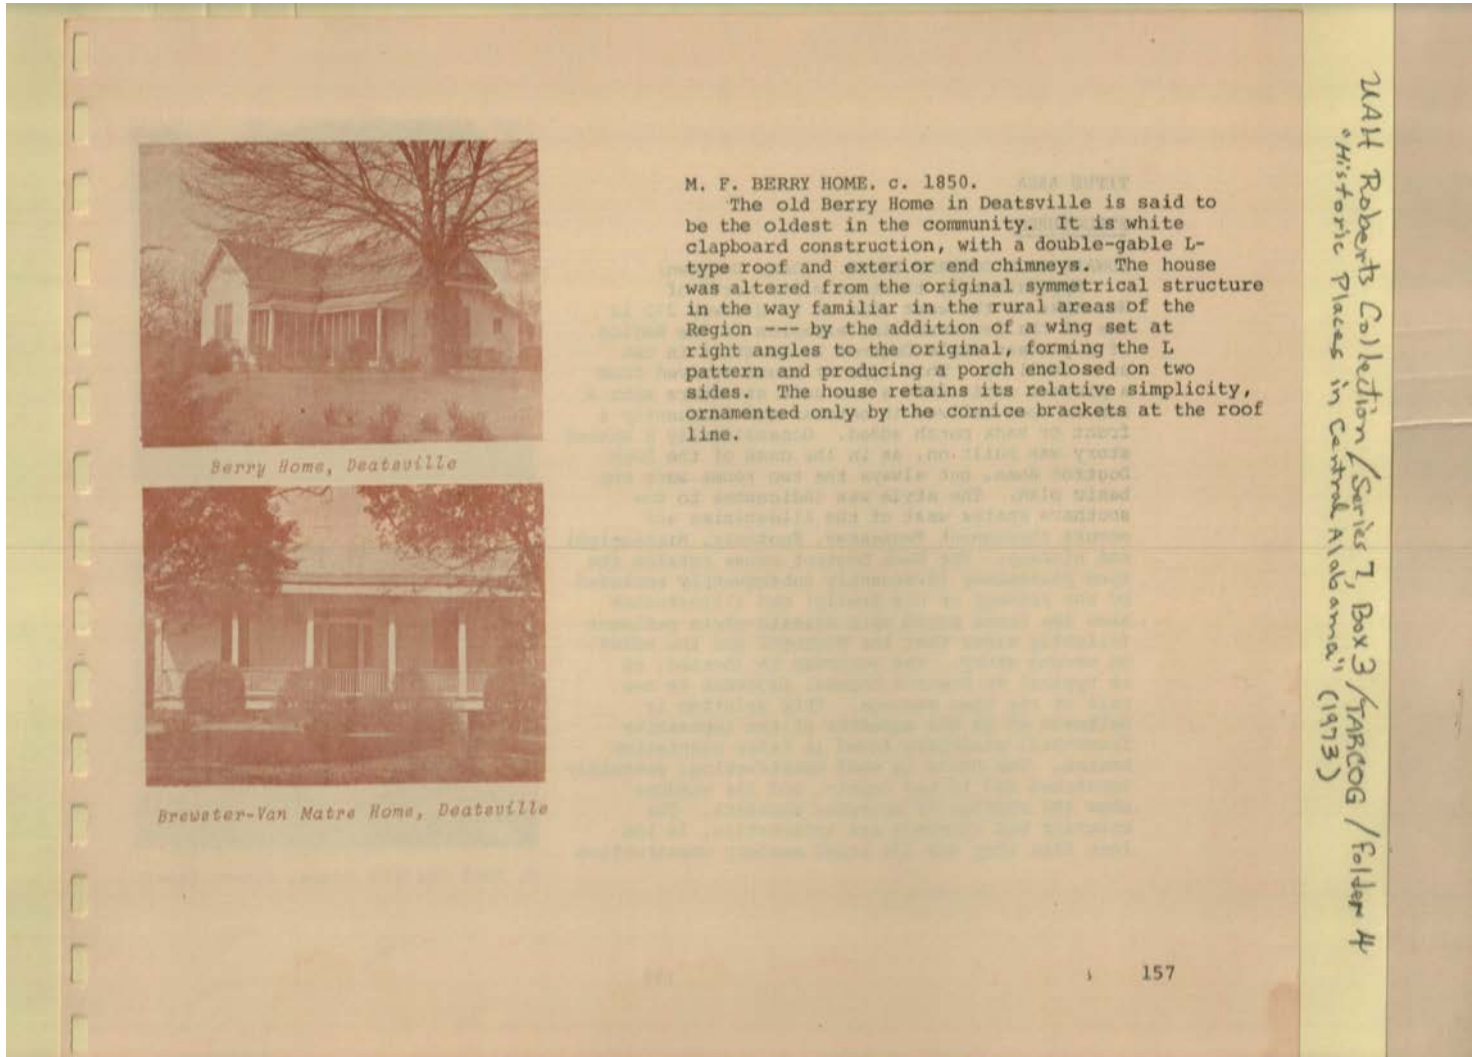 M. F. BERRY HOME. c. 1850.
The old Berry Home in Deatsville is said to
be the oldest in the community. It is white
clapboard construction, with a double-gable L-
type roof and exterior end chimneys. The house
was altered from the original symmetrical structure
in the way familiar in the rural areas of the
Region --- by the addition of a wing set at
right angles to the original, forming the L
pattern and producing a porch enclosed on two
sides. The house retains its relative simplicity,
ornamented only by the cornice brackets at the roof
line.
Berry Home, Deatsville
Brewster-Van Matre Home, Deatsville
157
UAH Roberts Collection/Series 7, Box 3/TARCOG/Folder 4
"Historic Places in Central Alabama" (1973)